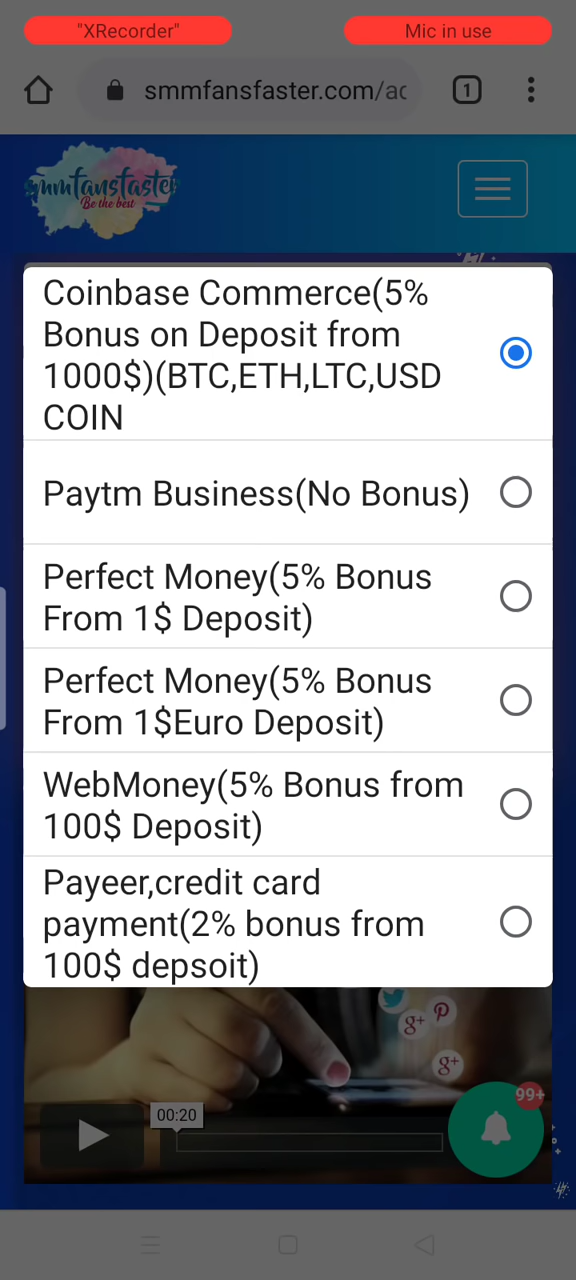 "XRecorder"
Mic in use
smmfansfaster.com/ac
1
smmfansfaster
Be the best
Coinbase Commerce(5%
Bonus on Deposit from
1000$)(BTC,ETH,LTC,USD
COIN
Paytm Business(No Bonus)
Perfect Money(5% Bonus
From 1$ Deposit)
Perfect Money(5% Bonus
From 1$Euro Deposit)
WebMoney(5% Bonus from
100$ Deposit)
Payeer,credit card
payment(2% bonus from
100$ depsoit)
g+
g+
00:20
99+